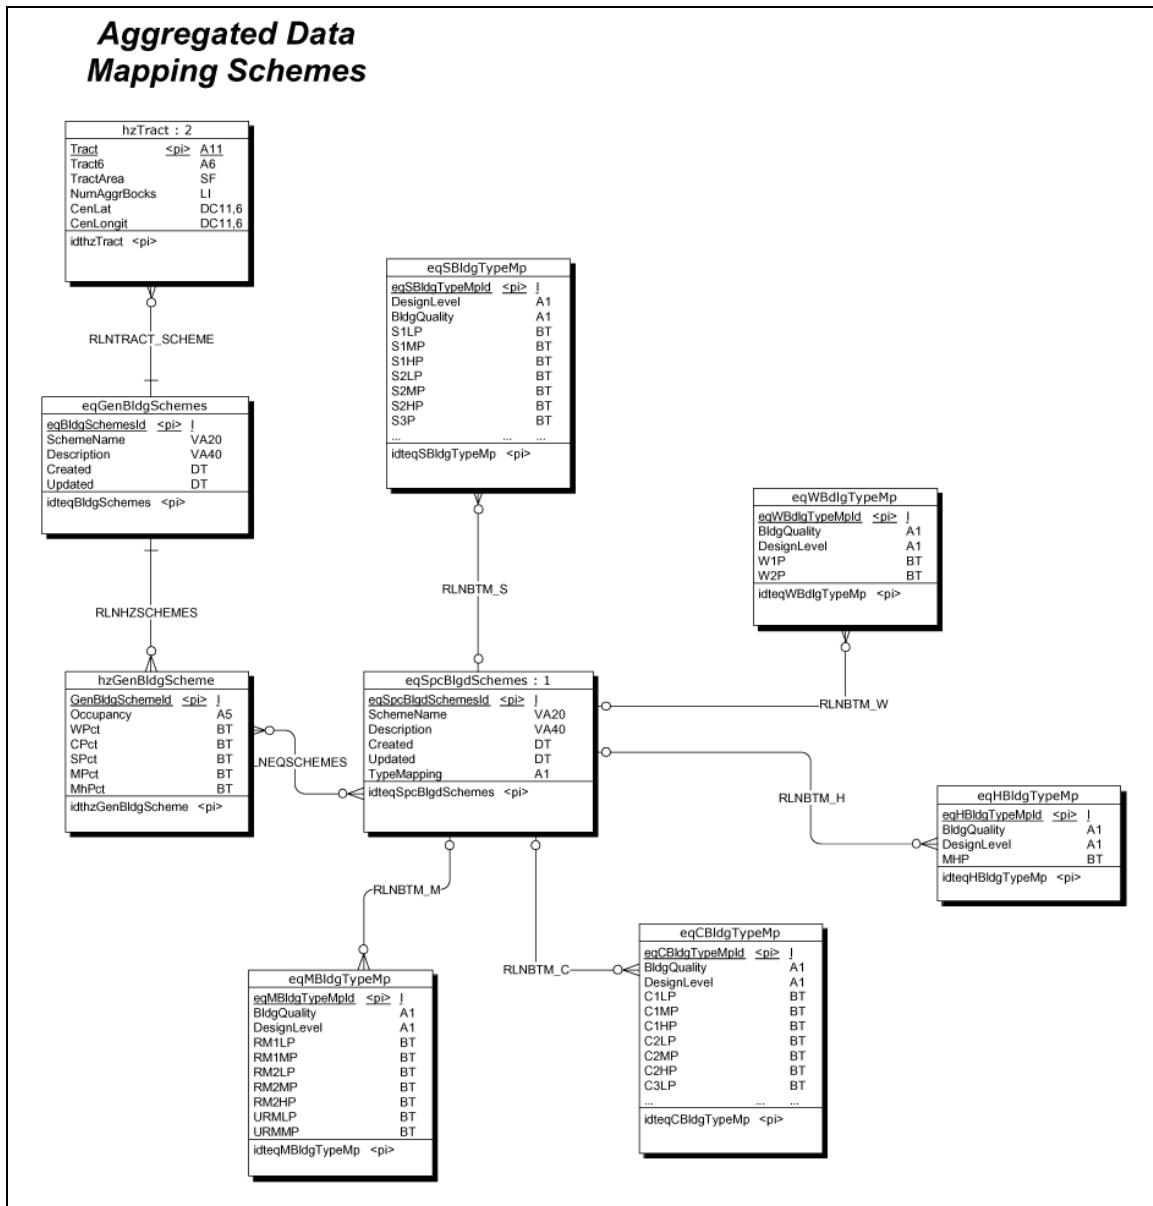 Aggregated Data
Mapping Schemes
hzTract : 2
Tract <pi> A11
Tract6 A6
TractArea SF
NumAggrBocks LI
CenLat DC11,6
CenLongit DC11,6
idthzTract <pi>
RLNTRACT_SCHEME
eqGenBldgSchemes
eqBldgSchemesId <pi> I
SchemeName VA20
Description VA40
Created DT
Updated DT
idteqBldgSchemes <pi>
RLNHZSCHEMES
hzGenBldgScheme
GenBldgSchemeId <pi> I
Occupancy A5
WPct BT
CPct BT
SPct BT
MPct BT
MhPct BT
idthzGenBldgScheme <pi>
LNEQSCHEMES
eqSBldgTypeMp
eqSBldgTypeMpId <pi> I
DesignLevel A1
BldgQuality A1
S1LP BT
S1MP BT
S1HP BT
S2LP BT
S2MP BT
S2HP BT
S3P BT
... ... ...
idteqSBldgTypeMp <pi>
RLNBTM_S
eqSpcBlgdSchemes : 1
eqSpcBlgdSchemesId <pi> I
SchemeName VA20
Description VA40
Created DT
Updated DT
TypeMapping A1
idteqSpcBlgdSchemes <pi>
eqWBdlgTypeMp
eqWBdlgTypeMpId <pi> I
BldgQuality A1
DesignLevel A1
W1P BT
W2P BT
idteqWBdlgTypeMp <pi>
RLNBTM_W
RLNBTM_H
eqHBldgTypeMp
eqHBldgTypeMpId <pi> I
BldgQuality A1
DesignLevel A1
MHP BT
idteqHBldgTypeMp <pi>
RLNBTM_M
eqMBldgTypeMp
eqMBldgTypeMpId <pi> I
BldgQuality A1
DesignLevel A1
RM1LP BT
RM1MP BT
RM2LP BT
RM2MP BT
RM2HP BT
URMLP BT
URMMP BT
idteqMBldgTypeMp <pi>
RLNBTM_C
eqCBldgTypeMp
eqCBldgTypeMpId <pi> I
BldgQuality A1
DesignLevel A1
C1LP BT
C1MP BT
C1HP BT
C2LP BT
C2MP BT
C2HP BT
C3LP BT
... ... ...
idteqCBldgTypeMp <pi>